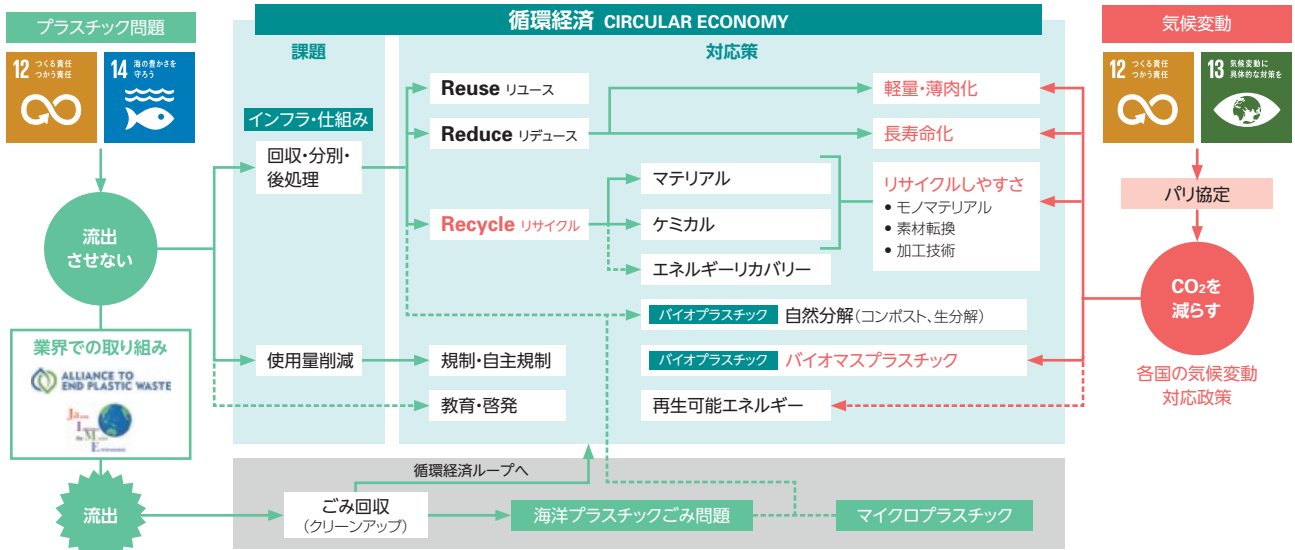 プラスチック問題
12 つくる責任
つかう責任
14 海の豊かさを
守ろう
流出
させない
業界での取り組み
ALLIANCE TO
END PLASTIC WASTE
流出
循環経済 CIRCULAR ECONOMY
課題
対応策
インフラ・仕組み
回収・分別・
後処理
使用量削減
Reuse リユース
Reduce リデュース
Recycle リサイクル
規制・自主規制
教育・啓発
マテリアル
ケミカル
エネルギーリカバリー
バイオプラスチック 自然分解(コンポスト、生分解)
バイオプラスチック バイオマスプラスチック
再生可能エネルギー
軽量・薄肉化
長寿命化
リサイクルしやすさ
• モノマテリアル
• 素材転換
• 加工技術
循環経済ループへ
ごみ回収
(クリーンアップ)
海洋プラスチックごみ問題
マイクロプラスチック
気候変動
12 つくる責任
つかう責任
13 気候変動に
具体的な対策を
パリ協定
CO₂を
減らす
各国の気候変動
対応政策